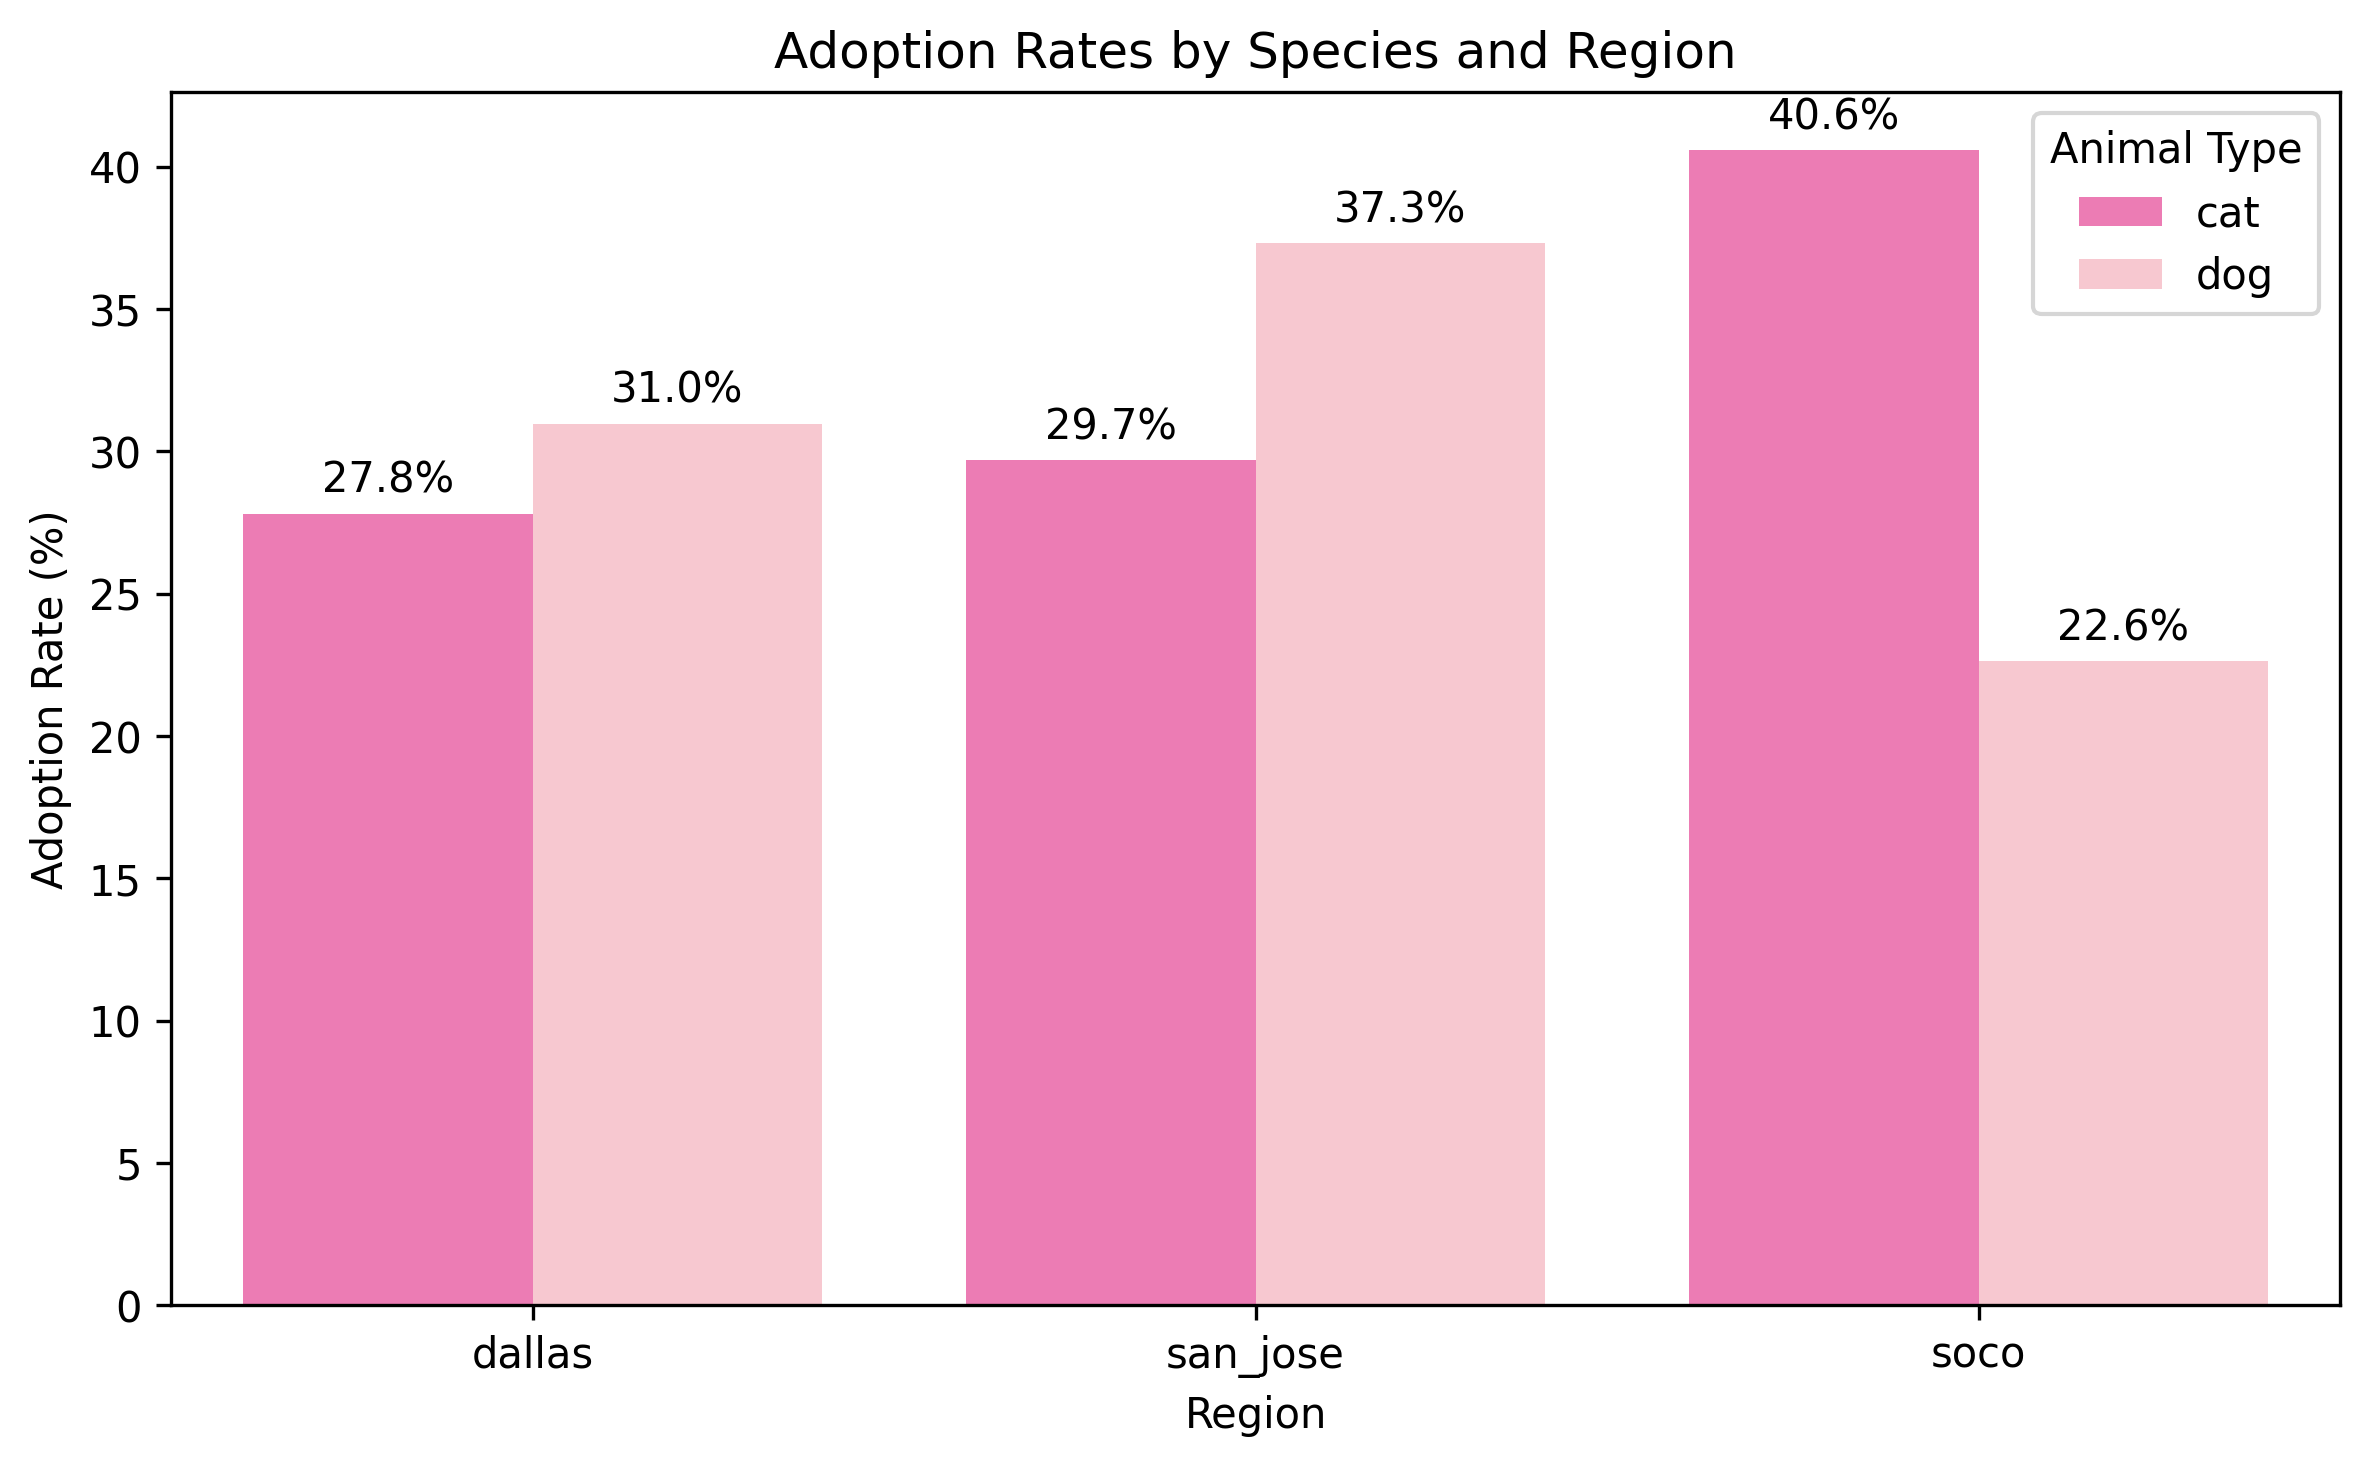 Adoption Rates by Species and Region
Adoption Rate (%)
40
35
30
25
20
15
10
5
0
27.8%
31.0%
29.7%
37.3%
40.6%
22.6%
Animal Type
cat
dog
dallas
san_jose
soco
Region